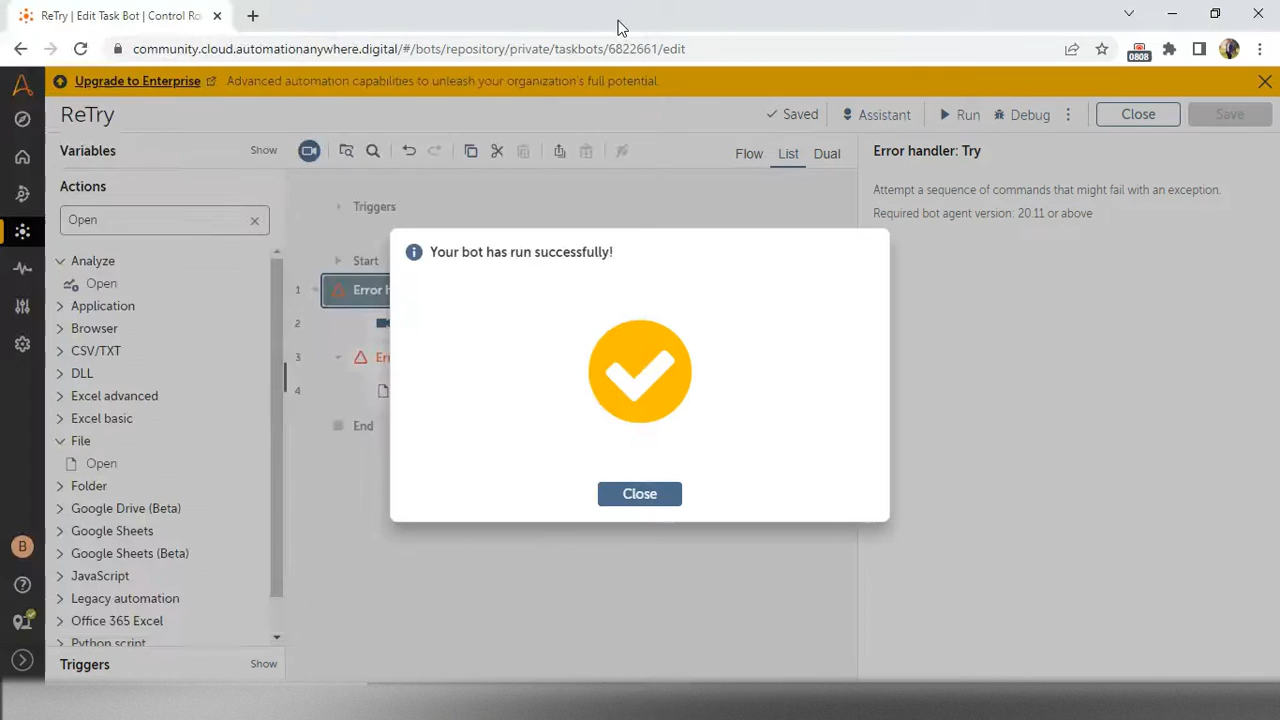 ReTry | Edit Task Bot | Control Ro
community.cloud.automationanywhere.digital/#/bots/repository/private/taskbots/6822661/edit
0808
Upgrade to Enterprise
Advanced automation capabilities to unleash your organization's full potential.
ReTry
Saved
Assistant
Run
Debug
Close
Save
Variables
Show
Flow
List
Dual
Error handler: Try
Actions
Attempt a sequence of commands that might fail with an exception.
Required bot agent version: 20.11 or above
Open
Triggers
Your bot has run successfully!
Close
Analyze
Open
Application
Browser
CSV/TXT
DLL
Excel advanced
Excel basic
File
Open
Folder
Google Drive (Beta)
Google Sheets
Google Sheets (Beta)
JavaScript
Legacy automation
Office 365 Excel
Python script
Triggers
Show
Start
1
Error h
2
3
Err
4
End
B